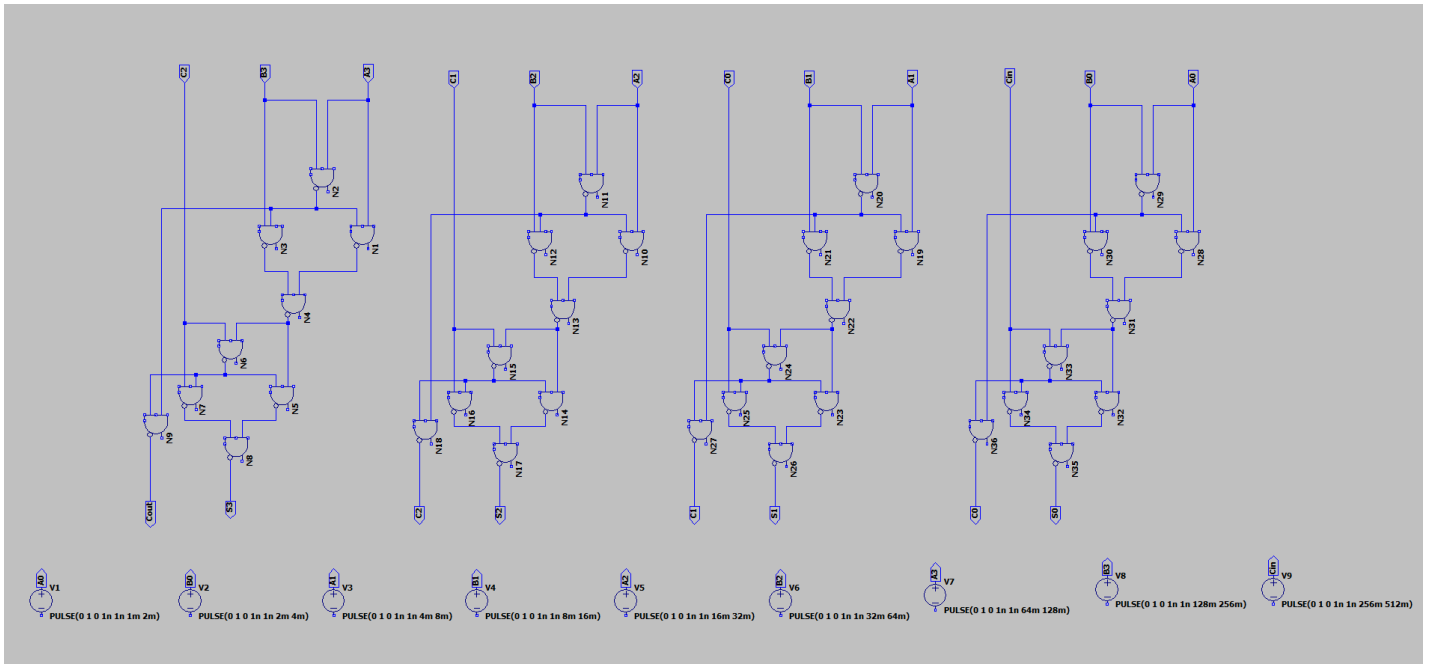 C2 B3 A3 C1 B2 A2 C0 B1 A1 Cin B0 A0
N2 N11 N20 N29
N3 N1 N12 N10 N21 N19 N30 N28
N4 N13 N22 N31
N6 N15 N24 N33
N7 N5 N16 N14 N25 N23 N34 N32
N9 N8 N18 N17 N27 N26 N36 N35
Cout S3 C2 S2 C1 S1 C0 S0
A0 B0 A1 B1 A2 B2 A3 B3 Cin
V1 V2 V3 V4 V5 V6 V7 V8 V9
PULSE(0 1 0 1n 1n 1m 2m) PULSE(0 1 0 1n 1n 2m 4m) PULSE(0 1 0 1n 1n 4m 8m) PULSE(0 1 0 1n 1n 8m 16m) PULSE(0 1 0 1n 1n 16m 32m) PULSE(0 1 0 1n 1n 32m 64m) PULSE(0 1 0 1n 1n 64m 128m) PULSE(0 1 0 1n 1n 128m 256m) PULSE(0 1 0 1n 1n 256m 512m)